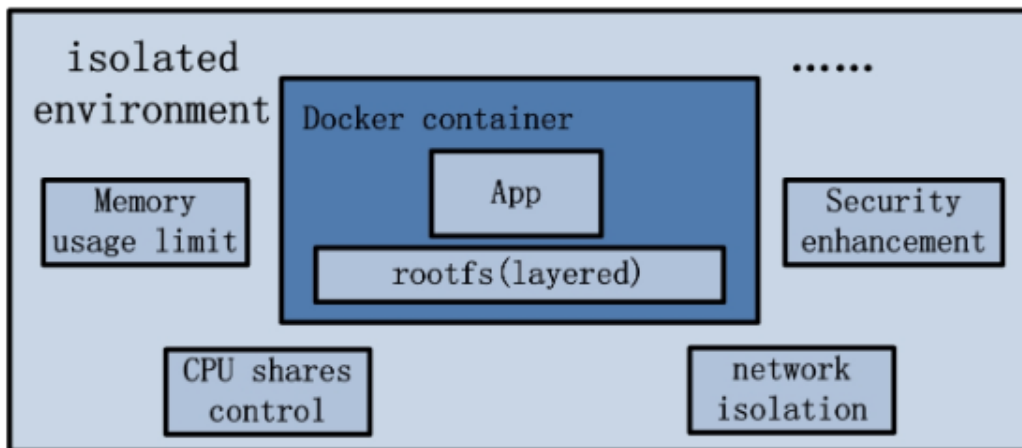 isolated
environment
……
Docker container
App
rootfs(layered)
Memory
usage limit
Security
enhancement
CPU shares
control
network
isolation